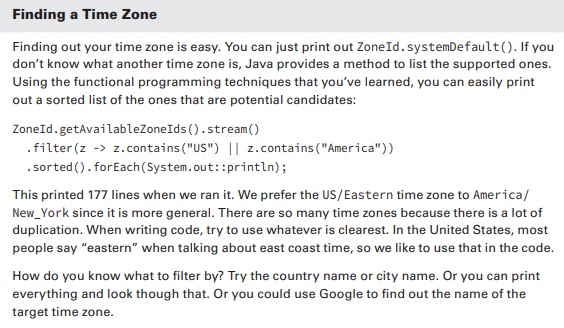 Finding a Time Zone
Finding out your time zone is easy. You can just print out ZoneId.systemDefault(). If you
don’t know what another time zone is, Java provides a method to list the supported ones.
Using the functional programming techniques that you’ve learned, you can easily print
out a sorted list of the ones that are potential candidates:
ZoneId.getAvailableZoneIds().stream()
.filter(z -> z.contains("US") || z.contains("America"))
.sorted().forEach(System.out::println);
This printed 177 lines when we ran it. We prefer the US/Eastern time zone to America/
New_York since it is more general. There are so many time zones because there is a lot of
duplication. When writing code, try to use whatever is clearest. In the United States, most
people say “eastern” when talking about east coast time, so we like to use that in the code.
How do you know what to filter by? Try the country name or city name. Or you can print
everything and look though that. Or you could use Google to find out the name of the
target time zone.